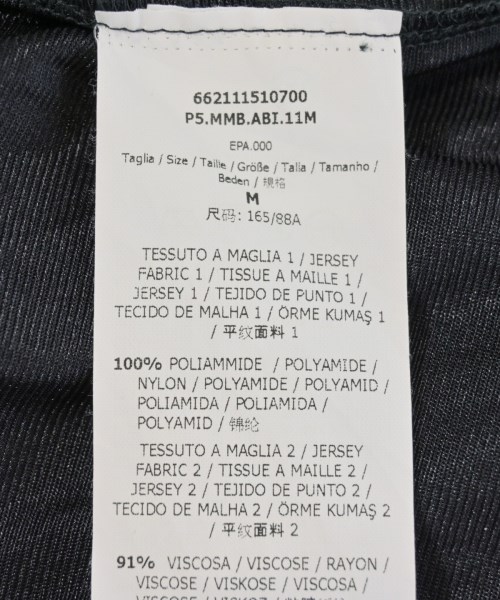 662111510700
P5.MMB.ABI.11M
EPA.000
Taglia / Size / Taille / Größe / Talla / Tamanho /
Beden / 规格
M
尺码: 165/88A
TESSUTO A MAGLIA 1 / JERSEY
FABRIC 1 / TISSUE A MAILLE 1 /
JERSEY 1 / TEJIDO DE PUNTO 1 /
TECIDO DE MALHA 1 / ÖRME KUMAŞ 1
/ 平纹面料 1
100% POLIAMMIDE / POLYAMIDE /
NYLON / POLYAMIDE / POLYAMID /
POLIAMIDA / POLIAMIDA /
POLYAMID / 锦纶
TESSUTO A MAGLIA 2 / JERSEY
FABRIC 2 / TISSUE A MAILLE 2 /
JERSEY 2 / TEJIDO DE PUNTO 2 /
TECIDO DE MALHA 2 / ÖRME KUMAŞ 2
/ 平纹面料 2
91% VISCOSA / VISCOSE / RAYON /
VISCOSE / VISKOSE / VISCOSA /
VISCOSE / VISKOZ /